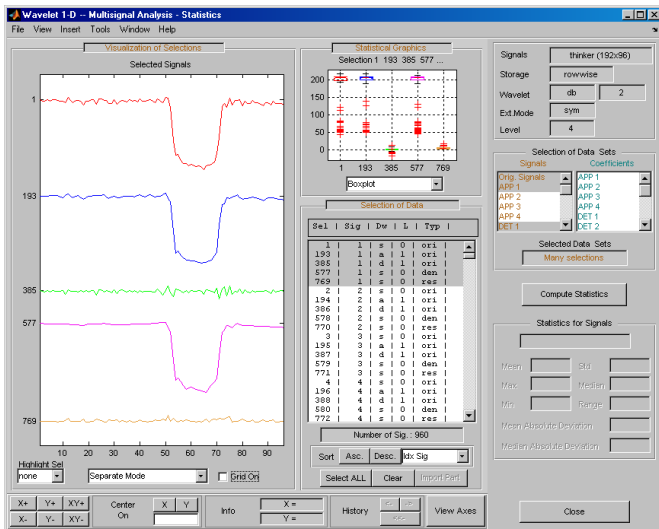 Wavelet 1-D -- Multisignal Analysis - Statistics
File View Insert Tools Window Help
Visualization of Selections
Selected Signals
1
193
385
577
769
10 20 30 40 50 60 70 80 90
Highlight Sel
none
Separate Mode
Grid On
Statistical Graphics
Selection 1 193 385 577 ...
200
150
100
50
0
1 193 385 577 769
Boxplot
Selection of Data
Sel | Sig | Dw | L | Typ |
1 | 1 | s | 0 | ori |
193 | 1 | a | 1 | ori |
385 | 1 | d | 1 | ori |
577 | 1 | s | 0 | den |
769 | 1 | s | 0 | res |
2 | 2 | s | 0 | ori |
194 | 2 | a | 1 | ori |
386 | 2 | d | 1 | ori |
578 | 2 | s | 0 | den |
770 | 2 | s | 0 | res |
3 | 3 | s | 0 | ori |
195 | 3 | a | 1 | ori |
387 | 3 | d | 1 | ori |
579 | 3 | s | 0 | den |
771 | 3 | s | 0 | res |
4 | 4 | s | 0 | ori |
196 | 4 | a | 1 | ori |
388 | 4 | d | 1 | ori |
580 | 4 | s | 0 | den |
772 | 4 | s | 0 | res |
Number of Sig. : 960
Sort Asc. Desc. Idx Sig
Select ALL Clear Import Part
Signals thinker (192x96)
Storage rowwise
Wavelet db 2
Ext.Mode sym
Level 4
Selection of Data Sets
Signals Coefficients
Orig. Signals APP 1
APP 1 APP 2
APP 2 APP 3
APP 3 APP 4
APP 4 DET 1
DET 1 DET 2
Selected Data Sets
Many selections
Compute Statistics
Statistics for Signals
Mean Std
Max Median
Min Range
Mean Absolute Deviation
Median Absolute Deviation
X+ Y+ XY+
X- Y- XY-
Center
On
X Y
Info
X =
Y =
History
<- ->
<<-
View Axes
Close